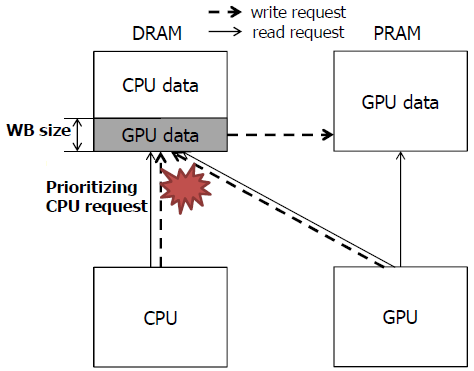 write request
DRAM
read request
PRAM
CPU data
GPU data
WB size
GPU data
Prioritizing
CPU request
CPU
GPU